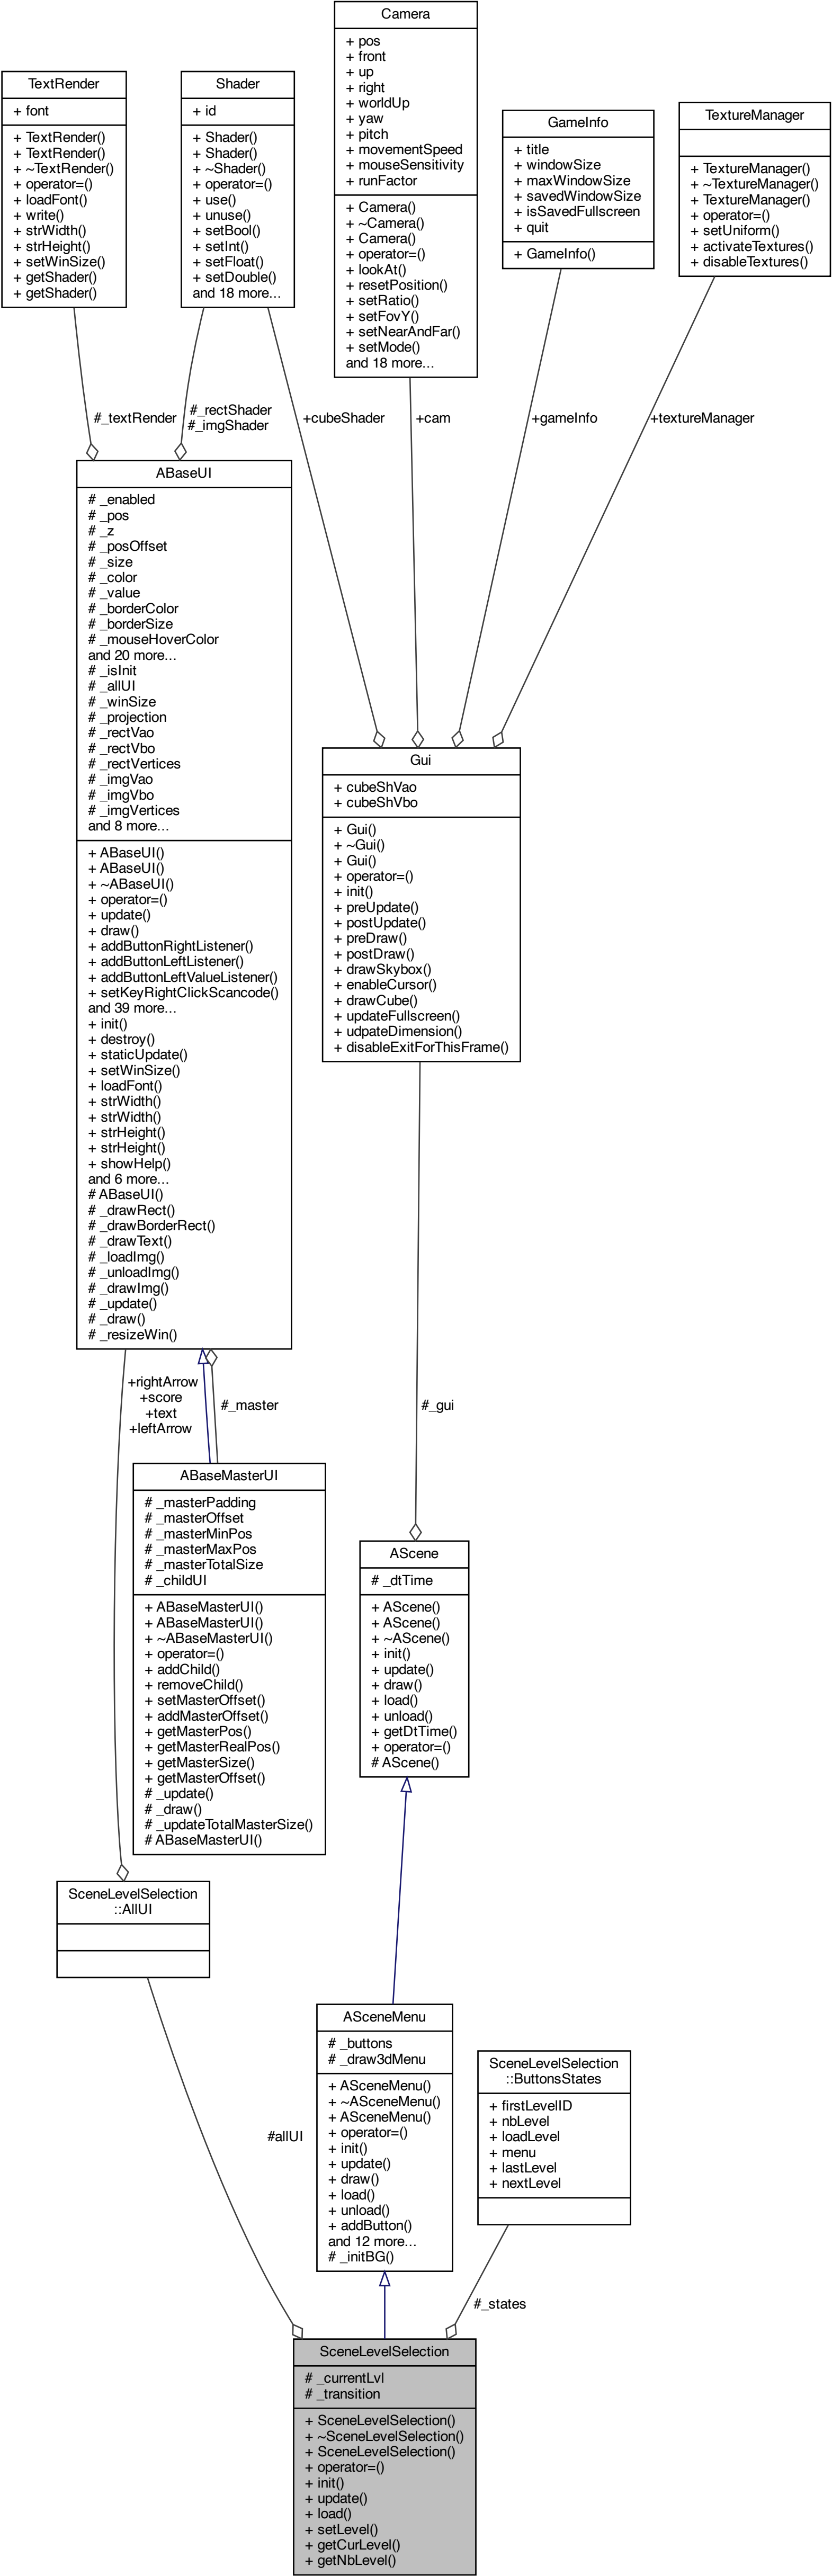 Camera
+ pos
+ front
+ up
+ right
+ worldUp
+ yaw
+ pitch
+ movementSpeed
+ mouseSensitivity
+ runFactor
+ Camera()
+ ~Camera()
+ Camera()
+ operator=()
+ lookAt()
+ resetPosition()
+ setRatio()
+ setFovY()
+ setNearAndFar()
+ setMode()
and 18 more...
TextRender
+ font
+ TextRender()
+ TextRender()
+ ~TextRender()
+ operator=()
+ loadFont()
+ write()
+ strWidth()
+ strHeight()
+ setWinSize()
+ getShader()
+ getShader()
Shader
+ id
+ Shader()
+ Shader()
+ ~Shader()
+ operator=()
+ use()
+ unuse()
+ setBool()
+ setInt()
+ setFloat()
+ setDouble()
and 18 more...
GameInfo
+ title
+ windowSize
+ maxWindowSize
+ savedWindowSize
+ isSavedFullscreen
+ quit
+ GameInfo()
TextureManager
+ TextureManager()
+ ~TextureManager()
+ TextureManager()
+ operator=()
+ setUniform()
+ activateTextures()
+ disableTextures()
#_textRender
#_rectShader
#_imgShader
+cubeShader
+cam
+gameInfo
+textureManager
ABaseUI
# _enabled
# _pos
# _z
# _posOffset
# _size
# _color
# _value
# _borderColor
# _borderSize
# _mouseHoverColor
and 20 more...
# _isInit
# _allUI
# _winSize
# _projection
# _rectVao
# _rectVbo
# _rectVertices
# _imgVao
# _imgVbo
# _imgVertices
and 8 more...
+ ABaseUI()
+ ABaseUI()
+ ~ABaseUI()
+ operator=()
+ update()
+ draw()
+ addButtonRightListener()
+ addButtonLeftListener()
+ addButtonLeftValueListener()
+ setKeyRightClickScancode()
and 39 more...
+ init()
+ destroy()
+ staticUpdate()
+ setWinSize()
+ loadFont()
+ strWidth()
+ strWidth()
+ strHeight()
+ strHeight()
+ showHelp()
and 6 more...
# ABaseUI()
# _drawRect()
# _drawBorderRect()
# _drawText()
# _loadImg()
# _unloadImg()
# _drawImg()
# _update()
# _draw()
# _resizeWin()
Gui
+ cubeShVao
+ cubeShVbo
+ Gui()
+ ~Gui()
+ Gui()
+ operator=()
+ init()
+ preUpdate()
+ postUpdate()
+ preDraw()
+ postDraw()
+ drawSkybox()
+ enableCursor()
+ drawCube()
+ updateFullscreen()
+ udpateDimension()
+ disableExitForThisFrame()
+rightArrow
+score
+text
+leftArrow
#_master
#_gui
ABaseMasterUI
# _masterPadding
# _masterOffset
# _masterMinPos
# _masterMaxPos
# _masterTotalSize
# _childUI
+ ABaseMasterUI()
+ ABaseMasterUI()
+ ~ABaseMasterUI()
+ operator=()
+ addChild()
+ removeChild()
+ setMasterOffset()
+ addMasterOffset()
+ getMasterPos()
+ getMasterRealPos()
+ getMasterSize()
+ getMasterOffset()
# _update()
# _draw()
# _updateTotalMasterSize()
# ABaseMasterUI()
AScene
# _dtTime
+ AScene()
+ AScene()
+ ~AScene()
+ init()
+ update()
+ draw()
+ load()
+ unload()
+ getDtTime()
+ operator=()
# AScene()
SceneLevelSelection
::AllUI
ASceneMenu
# _buttons
# _draw3dMenu
+ ASceneMenu()
+ ~ASceneMenu()
+ ASceneMenu()
+ operator=()
+ init()
+ update()
+ draw()
+ load()
+ unload()
+ addButton()
and 12 more...
# _initBG()
SceneLevelSelection
::ButtonsStates
+ firstLevelID
+ nbLevel
+ loadLevel
+ menu
+ lastLevel
+ nextLevel
#allUI
#_states
SceneLevelSelection
# _currentLvl
# _transition
+ SceneLevelSelection()
+ ~SceneLevelSelection()
+ SceneLevelSelection()
+ operator=()
+ init()
+ update()
+ load()
+ setLevel()
+ getCurLevel()
+ getNbLevel()